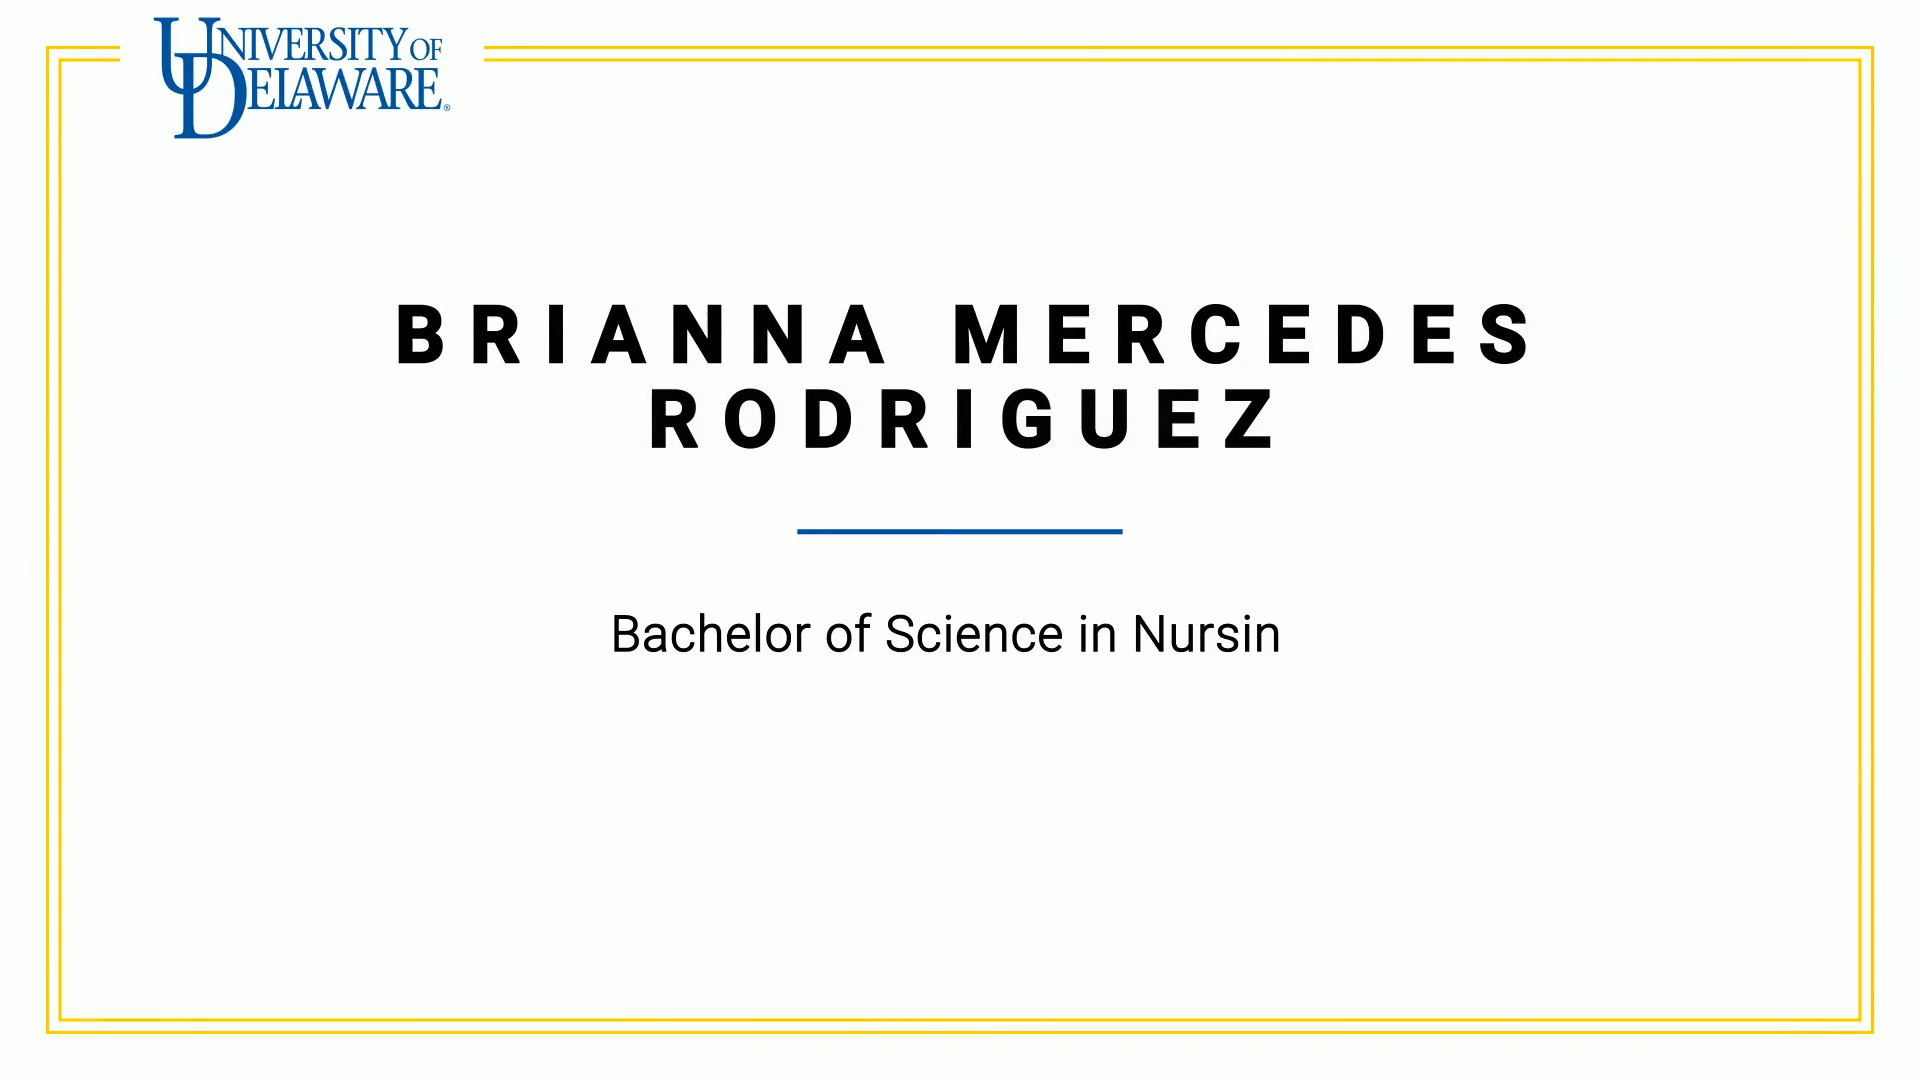 UNIVERSITY OF
DELAWARE®
BRIANNA MERCEDES
RODRIGUEZ
Bachelor of Science in Nursin